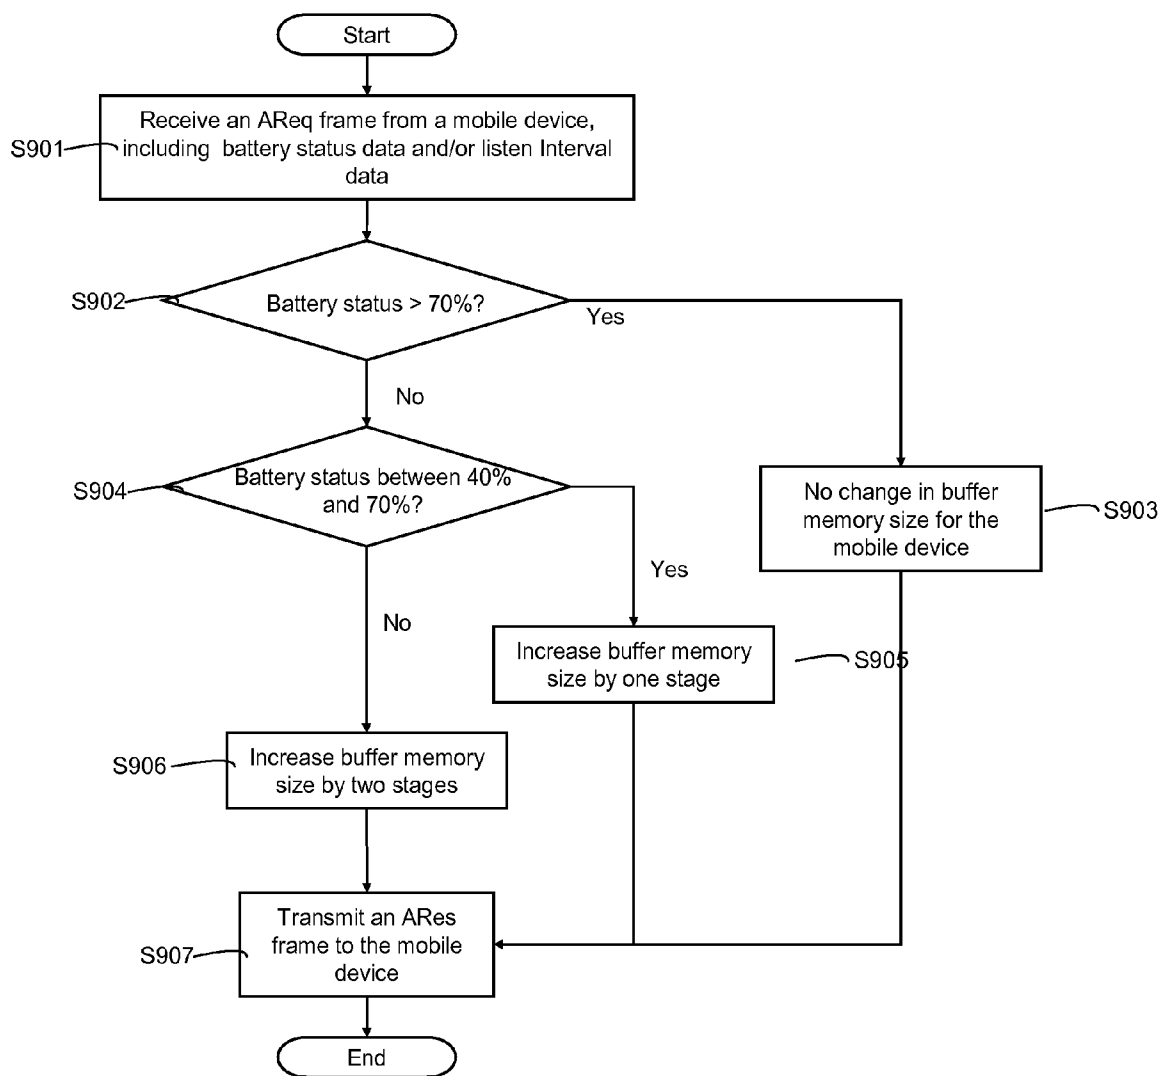 Start
Receive an AReq frame from a mobile device,
including battery status data and/or listen Interval
data
S901
Battery status > 70%?
S902
Yes
No
Battery status between 40%
and 70%?
S904
No change in buffer
memory size for the
mobile device
S903
Yes
No
Increase buffer memory
size by one stage
S905
Increase buffer memory
size by two stages
S906
Transmit an ARes
frame to the mobile
device
S907
End